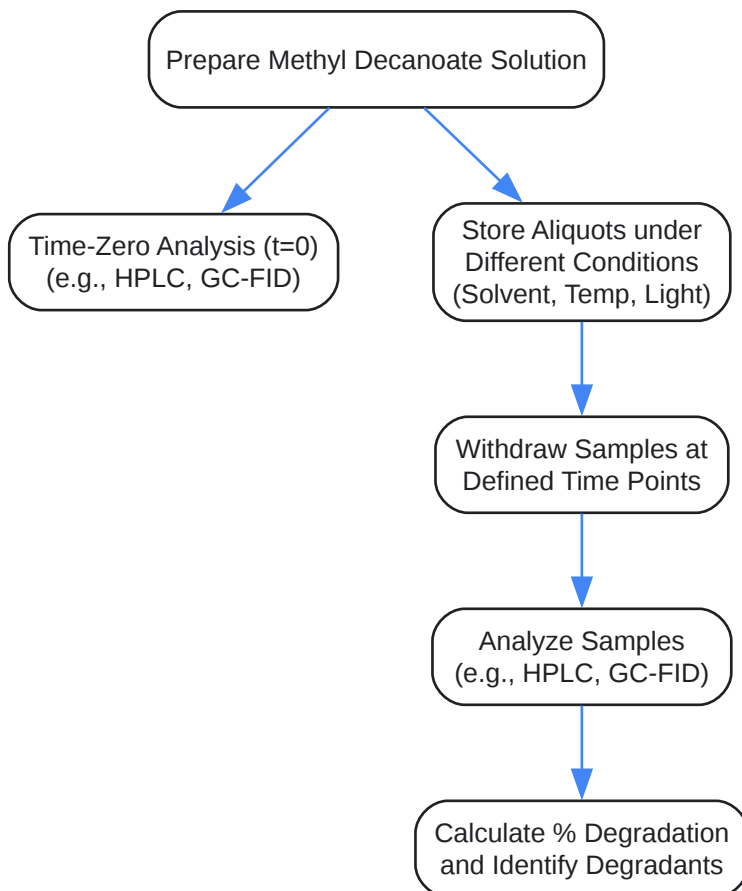 Prepare Methyl Decanoate Solution
Time-Zero Analysis (t=0)
(e.g., HPLC, GC-FID)
Store Aliquots under
Different Conditions
(Solvent, Temp, Light)
Withdraw Samples at
Defined Time Points
Analyze Samples
(e.g., HPLC, GC-FID)
Calculate % Degradation
and Identify Degradants